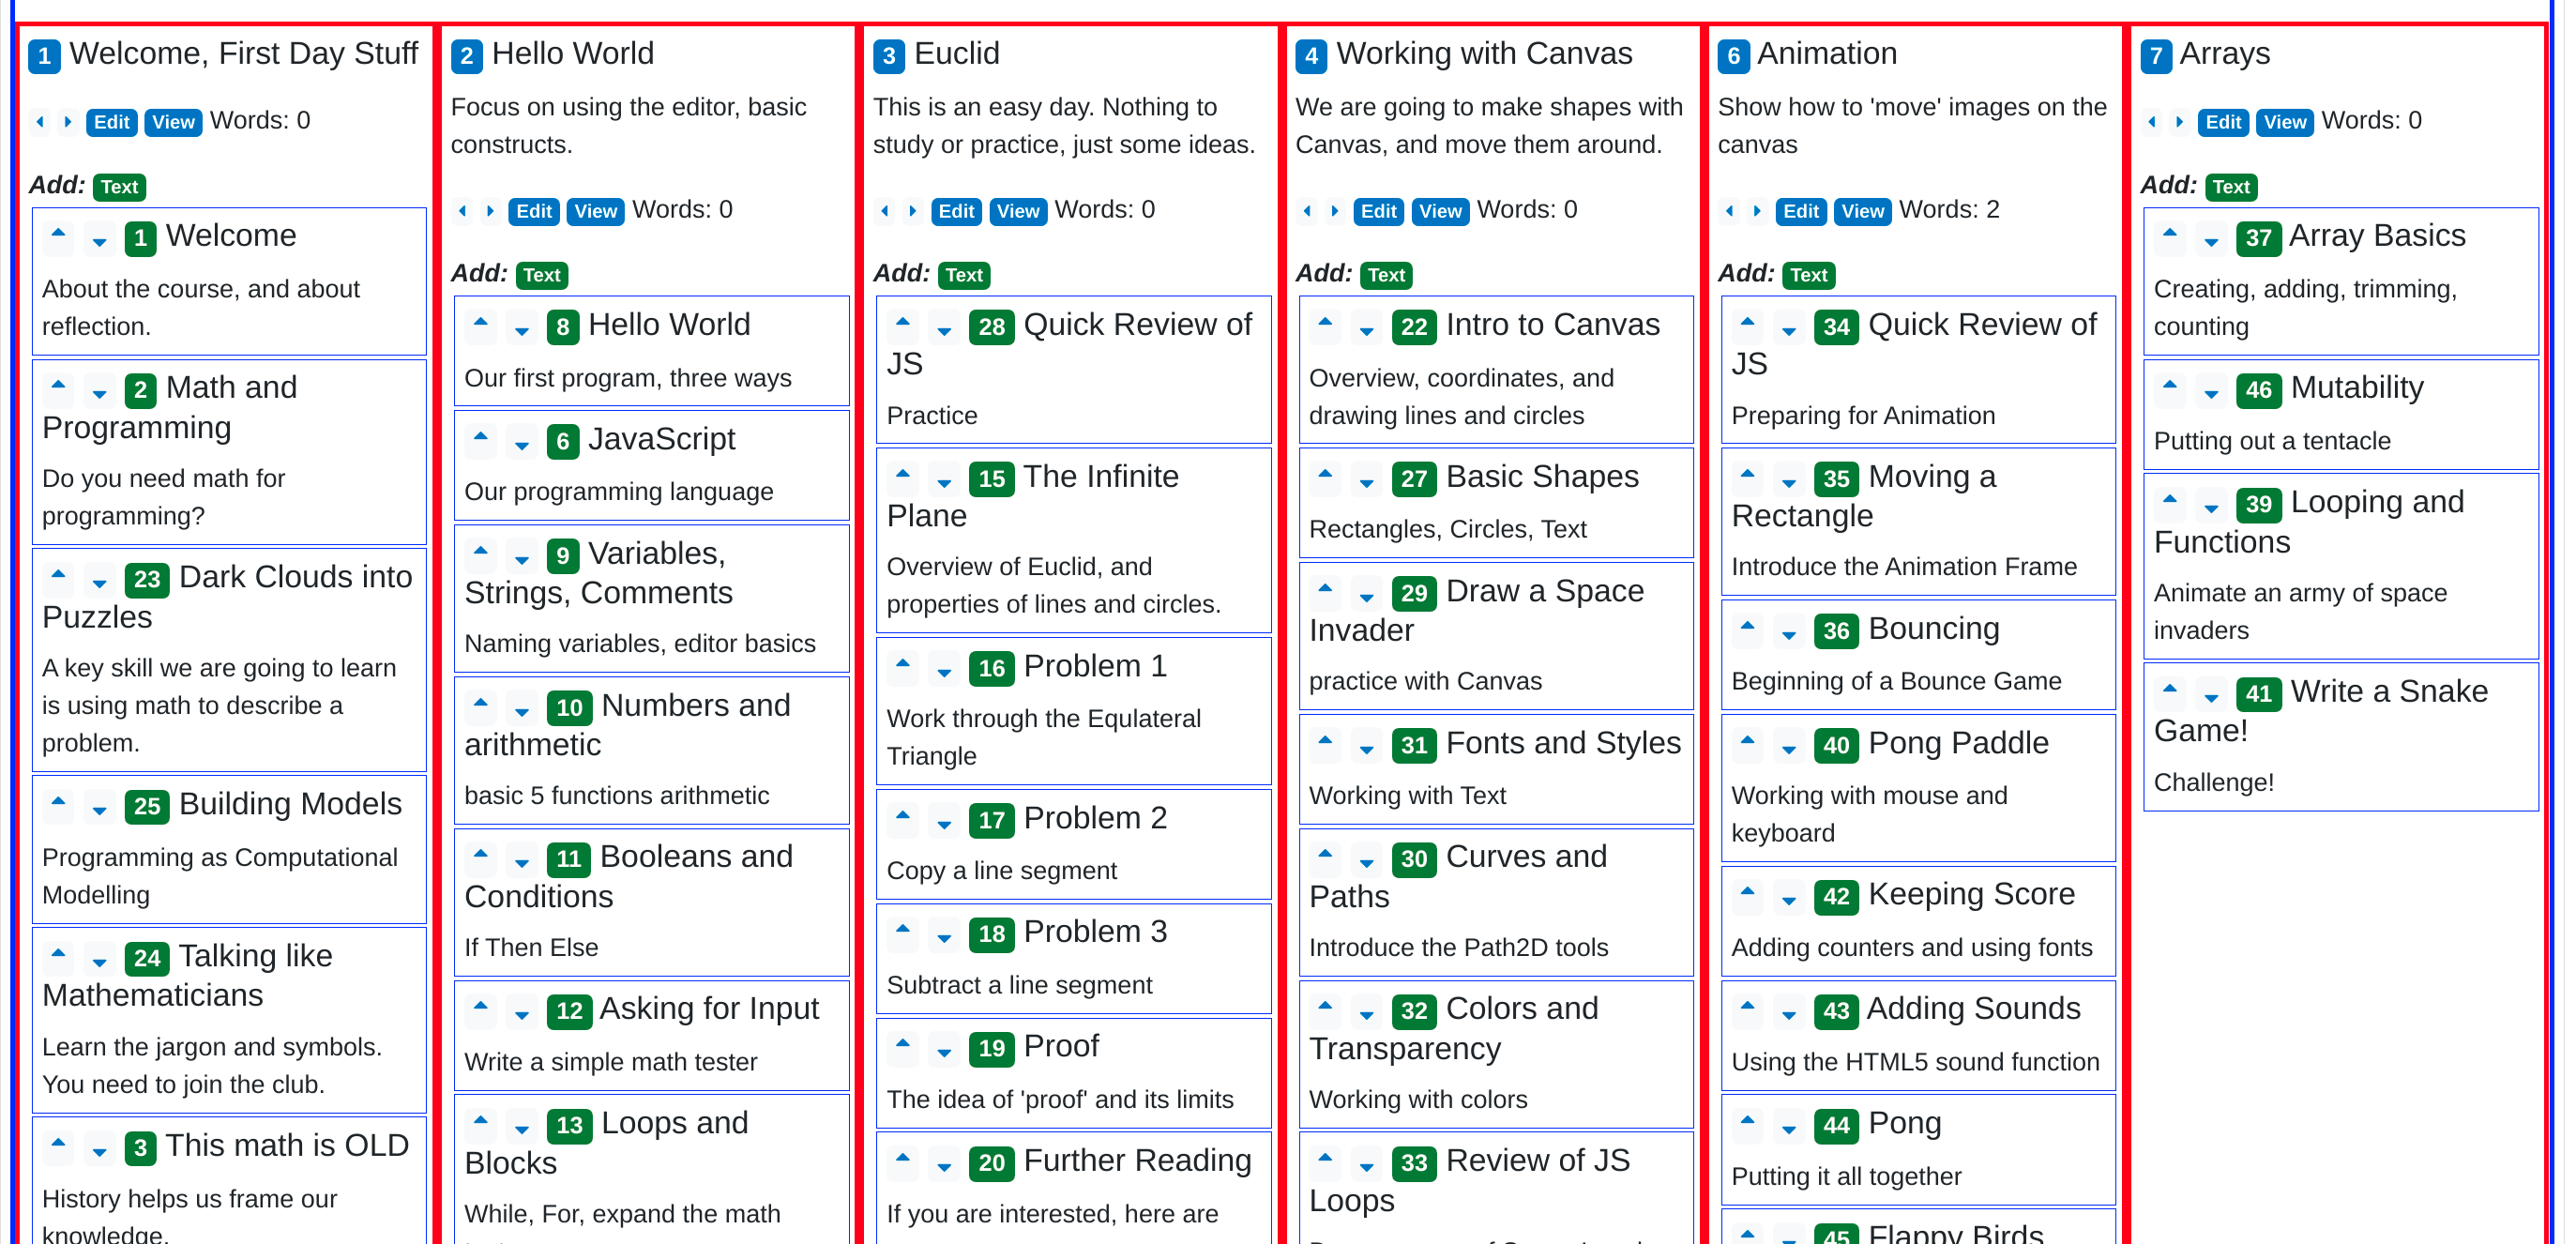 1 Welcome, First Day Stuff
Edit View Words: 0
Add: Text
1 Welcome
About the course, and about
reflection.
2 Math and
Programming
Do you need math for
programming?
23 Dark Clouds into
Puzzles
A key skill we are going to learn
is using math to describe a
problem.
25 Building Models
Programming as Computational
Modelling
24 Talking like
Mathematicians
Learn the jargon and symbols.
You need to join the club.
3 This math is OLD
History helps us frame our
knowledge.
2 Hello World
Focus on using the editor, basic
constructs.
Edit View Words: 0
Add: Text
8 Hello World
Our first program, three ways
6 JavaScript
Our programming language
9 Variables,
Strings, Comments
Naming variables, editor basics
10 Numbers and
arithmetic
basic 5 functions arithmetic
11 Booleans and
Conditions
If Then Else
12 Asking for Input
Write a simple math tester
13 Loops and
Blocks
While, For, expand the math
3 Euclid
This is an easy day. Nothing to
study or practice, just some ideas.
Edit View Words: 0
Add: Text
28 Quick Review of
JS
Practice
15 The Infinite
Plane
Overview of Euclid, and
properties of lines and circles.
16 Problem 1
Work through the Equlateral
Triangle
17 Problem 2
Copy a line segment
18 Problem 3
Subtract a line segment
19 Proof
The idea of 'proof' and its limits
20 Further Reading
If you are interested, here are
4 Working with Canvas
We are going to make shapes with
Canvas, and move them around.
Edit View Words: 0
Add: Text
22 Intro to Canvas
Overview, coordinates, and
drawing lines and circles
27 Basic Shapes
Rectangles, Circles, Text
29 Draw a Space
Invader
practice with Canvas
31 Fonts and Styles
Working with Text
30 Curves and
Paths
Introduce the Path2D tools
32 Colors and
Transparency
Working with colors
33 Review of JS
Loops
6 Animation
Show how to 'move' images on the
canvas
Edit View Words: 2
Add: Text
34 Quick Review of
JS
Preparing for Animation
35 Moving a
Rectangle
Introduce the Animation Frame
36 Bouncing
Beginning of a Bounce Game
40 Pong Paddle
Working with mouse and
keyboard
42 Keeping Score
Adding counters and using fonts
43 Adding Sounds
Using the HTML5 sound function
44 Pong
Putting it all together
45 Flappy Birds
7 Arrays
Edit View Words: 0
Add: Text
37 Array Basics
Creating, adding, trimming,
counting
46 Mutability
Putting out a tentacle
39 Looping and
Functions
Animate an army of space
invaders
41 Write a Snake
Game!
Challenge!